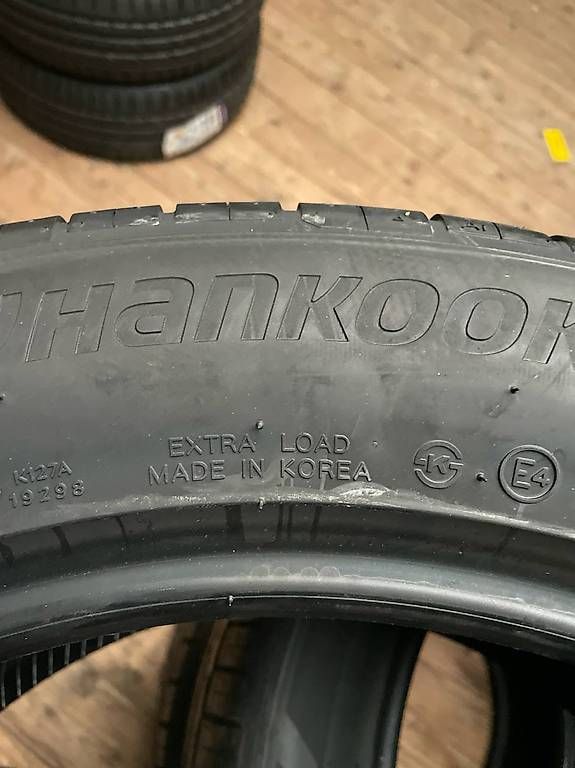 Hankook
EXTRA LOAD
MADE IN KOREA
K127A
19298
K
E4